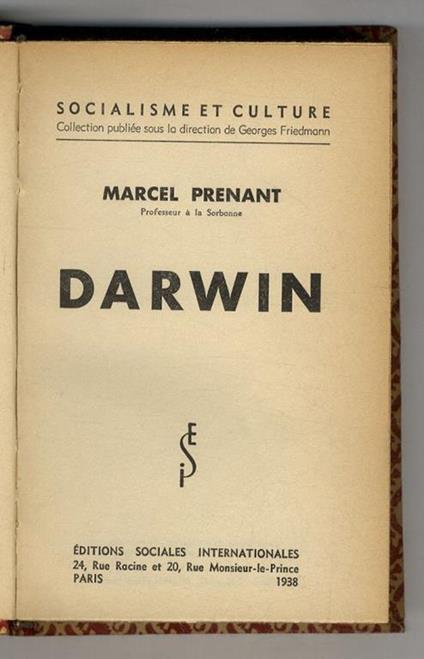 SOCIALISME ET CULTURE
Collection publiée sous la direction de Georges Friedmann
MARCEL PRENANT
Professeur à la Sorbonne
DARWIN
ESI
ÉDITIONS SOCIALES INTERNATIONALES
24, Rue Racine et 20, Rue Monsieur-le-Prince
PARIS 1938